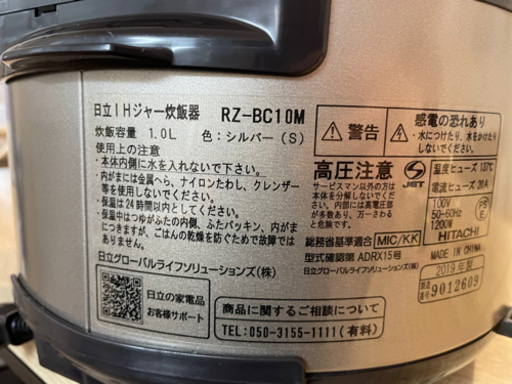 日立IHジャー炊飯器 RZ-BC10M
炊飯容量 1.0L 色：シルバー（S）
使用上の注意
・本体内側に水を入れないで下さい。
・内がまには金属へら、ナイロンたわし、クレンザー
等を使用しないでください。
・保温は24時間以内としてください。
・保温中つゆがふたの内側、ふたパッキン、内がま
につきますが、ごはんの乾燥を防ぐためで故障では
ありません。
日立グローバルライフソリューションズ(株)
日立の家電品
お客様サポート
商品に関するご相談について
TEL:050-3155-1111(有料)
警告
感電の恐れあり
・水につけたり、水をかけたり
しないでください。
高圧注意
サービスマン以外の方は
本体を分解しないでくだ
さい。内部には高電圧部
が多数あり、万一さわる
と危険です。
JET
温度ヒューズ 137℃
電流ヒューズ 20A
100V
50-60Hz
1200W
PS
E
HITACHI
総務省基準適合 MIC/KK
型式確認第 ADRX15号
日立グローバルライフソリューションズ(株)
MADE IN CHINA
2019年製
製造番号 9012609